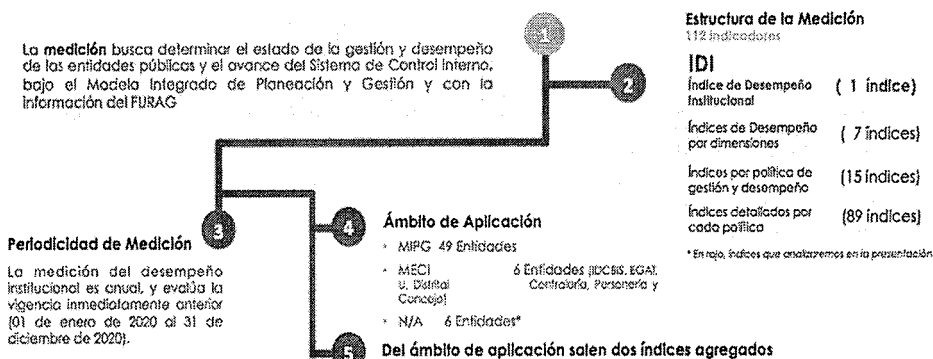 La medición busca determinar el estado de la gestión y desempeño
de las entidades públicas y el avance del Sistema de Control Interno,
bajo el Modelo Integrado de Planeación y Gestión y con la
información del FURAG
1
2
Estructura de la Medición
112 indicadores
IDI
Índice de Desempeño
Institucional
( 1 índice)
Índices de Desempeño
por dimensiones
( 7 índices)
Índices por política de
gestión y desempeño
(15 índices)
Índices detallados por
cada política
(89 índices)
* En rojo, índices que analizaremos en la presentación
3
Periodicidad de Medición
La medición del desempeño
institucional es anual, y evalúa la
vigencia inmediatamente anterior
(01 de enero de 2020 al 31 de
diciembre de 2020).
4
Ámbito de Aplicación
• MIPG 49 Entidades
• MECI 6 Entidades (IDCBIS, EGAT,
U. Distrital Contraloría, Personería y
Concejo)
• N/A 6 Entidades*
5
Del ámbito de aplicación salen dos índices agregados